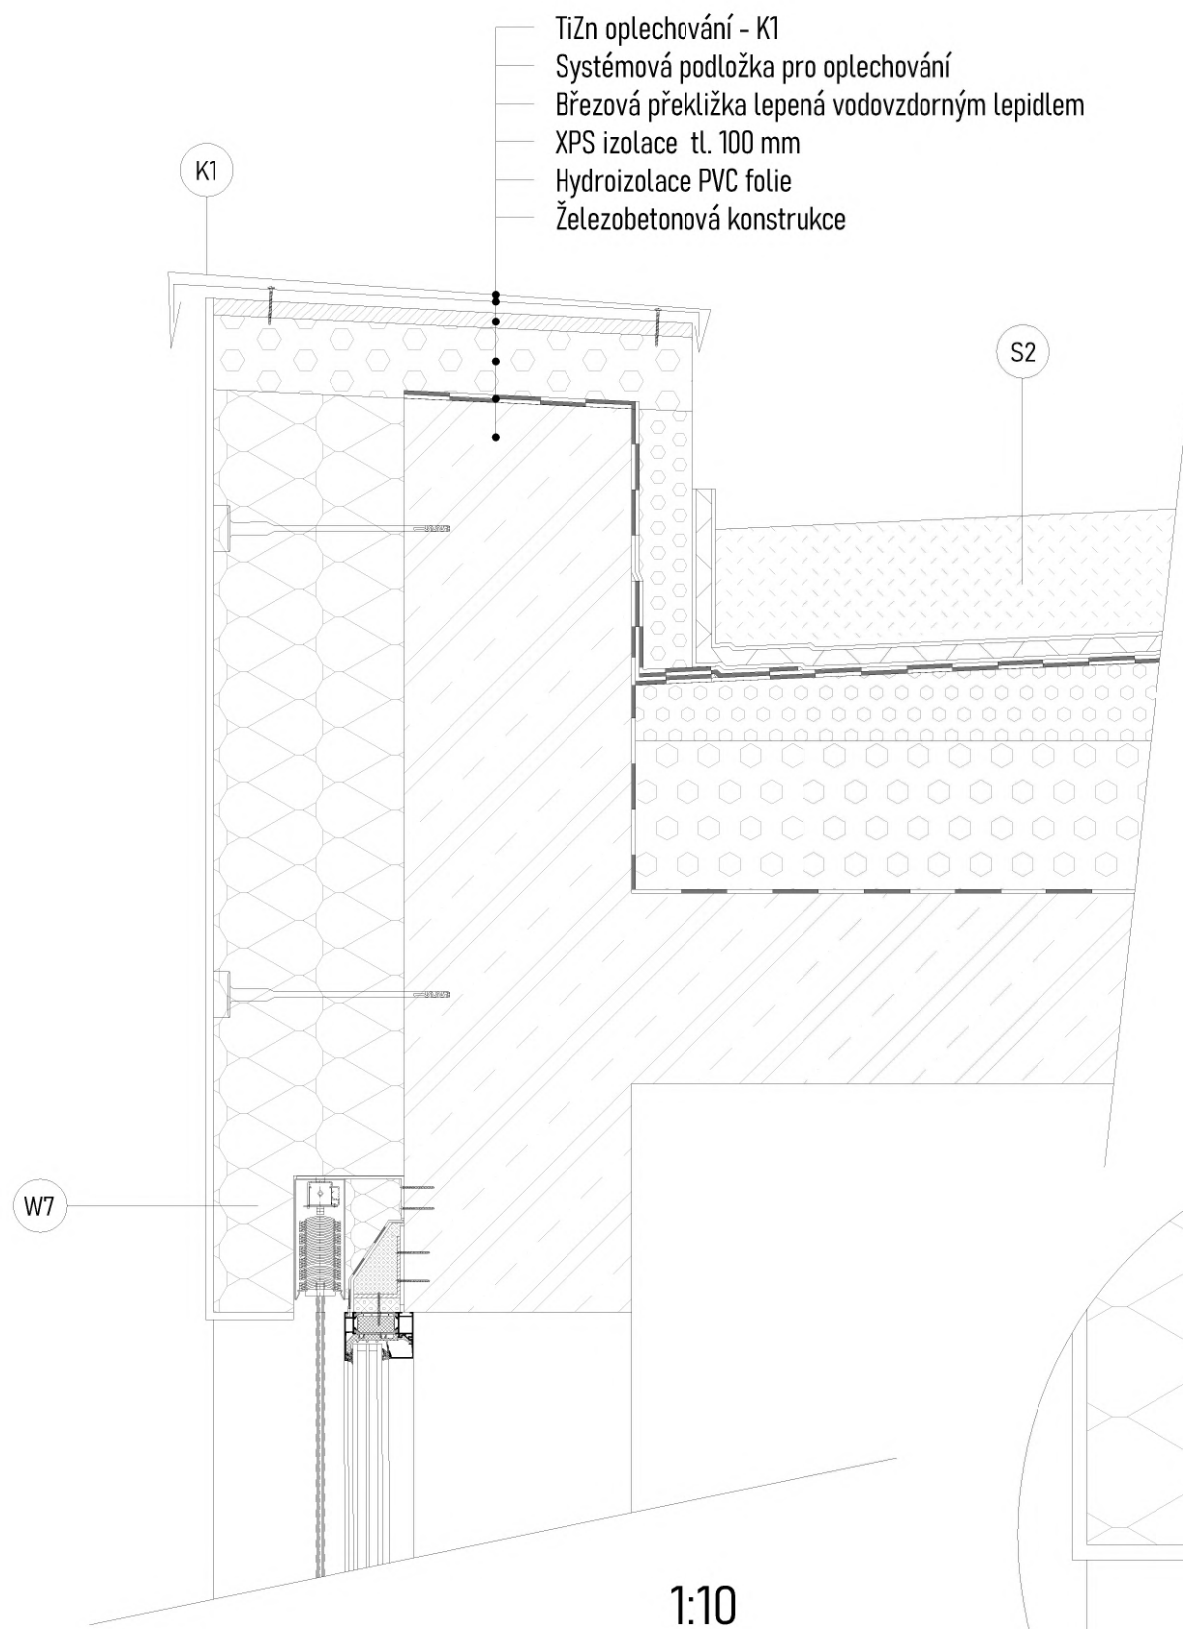 TiZn oplechování - K1
Systémová podložka pro oplechování
Březová překližka lepená vodovzdorným lepidlem
XPS izolace tl. 100 mm
Hydroizolace PVC folie
Železobetonová konstrukce
K1
S2
W7
1:10